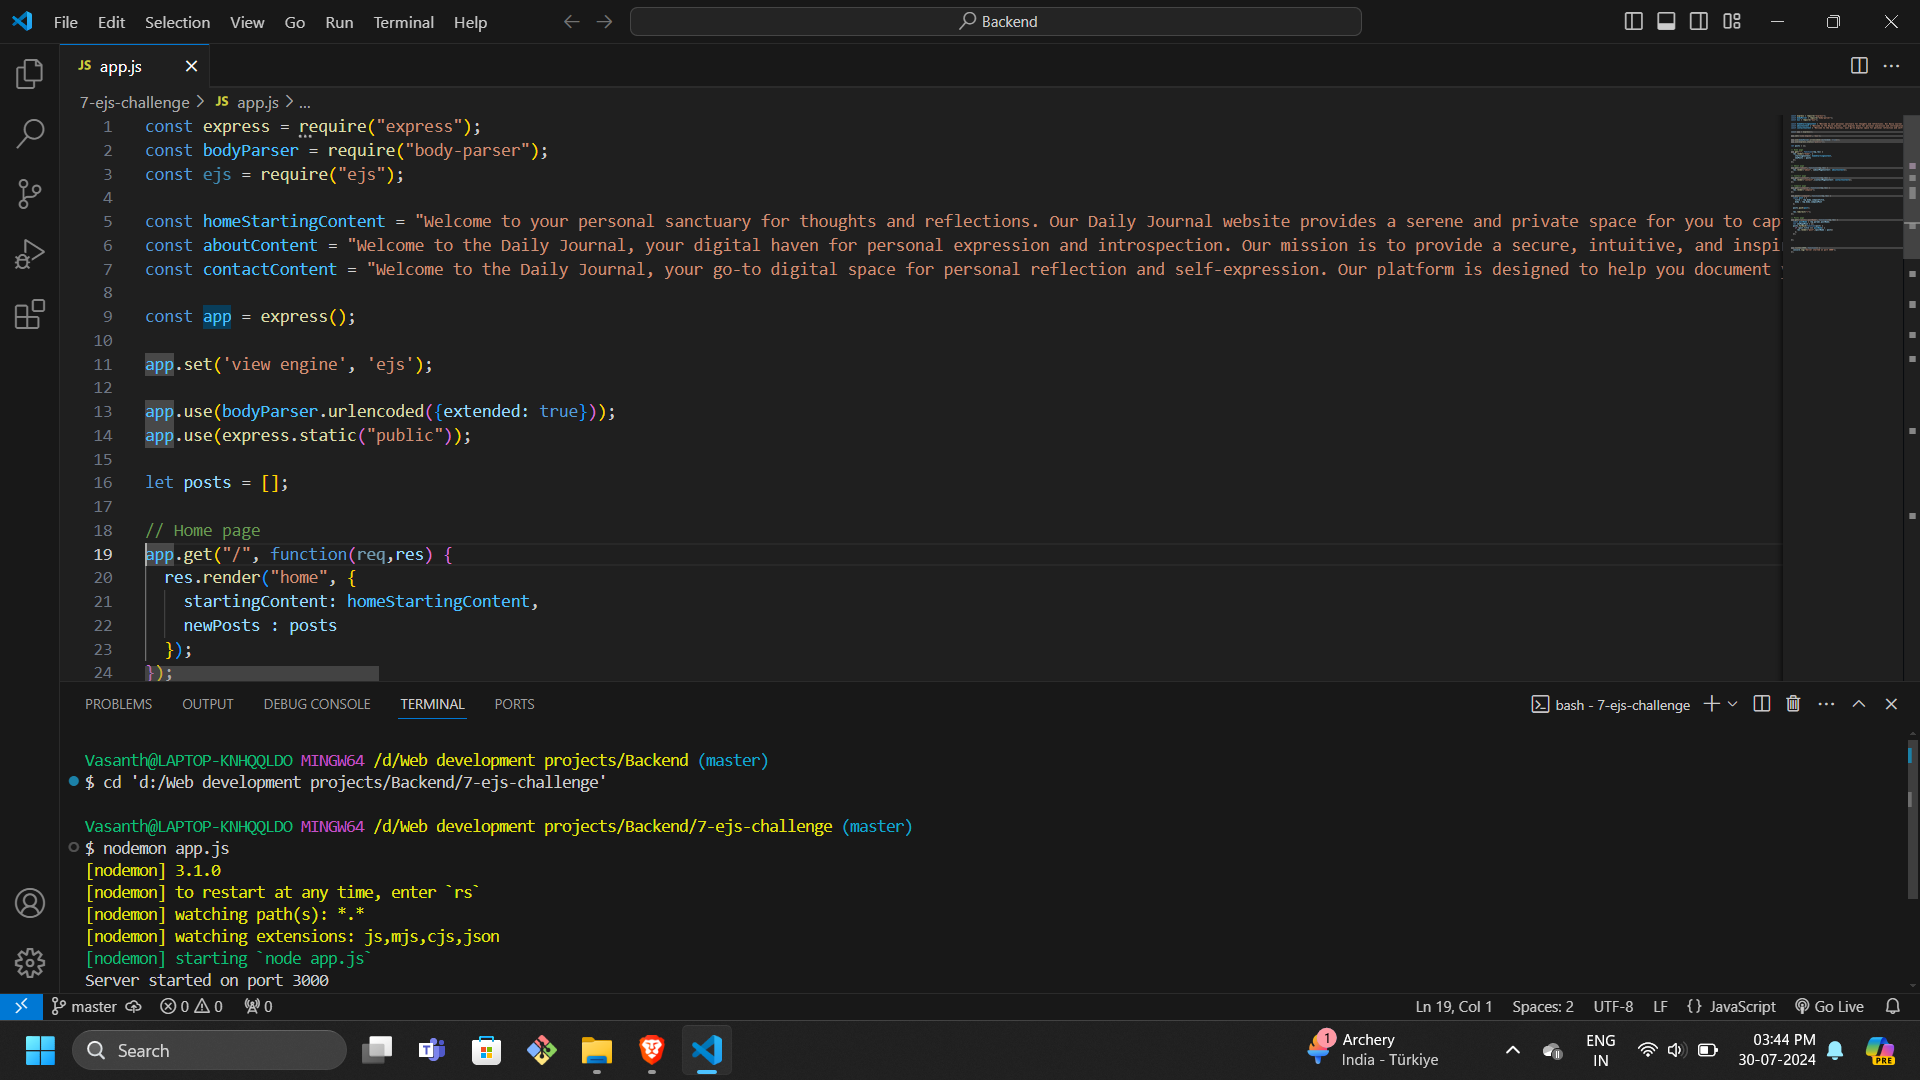 File Edit Selection View Go Run Terminal Help
Backend
JS app.js
7-ejs-challenge > JS app.js > ...
1 const express = require("express");
2 const bodyParser = require("body-parser");
3 const ejs = require("ejs");
4
5 const homeStartingContent = "Welcome to your personal sanctuary for thoughts and reflections. Our Daily Journal website provides a serene and private space for you to cap
6 const aboutContent = "Welcome to the Daily Journal, your digital haven for personal expression and introspection. Our mission is to provide a secure, intuitive, and inspi
7 const contactContent = "Welcome to the Daily Journal, your go-to digital space for personal reflection and self-expression. Our platform is designed to help you document
8
9 const app = express();
10
11 app.set('view engine', 'ejs');
12
13 app.use(bodyParser.urlencoded({extended: true}));
14 app.use(express.static("public"));
15
16 let posts = [];
17
18 // Home page
19 app.get("/", function(req,res) {
20 res.render("home", {
21 startingContent: homeStartingContent,
22 newPosts : posts
23 });
24 });
PROBLEMS OUTPUT DEBUG CONSOLE TERMINAL PORTS
bash - 7-ejs-challenge
Vasanth@LAPTOP-KNHQQLDO MINGW64 /d/Web development projects/Backend (master)
$ cd 'd:/Web development projects/Backend/7-ejs-challenge'
Vasanth@LAPTOP-KNHQQLDO MINGW64 /d/Web development projects/Backend/7-ejs-challenge (master)
$ nodemon app.js
[nodemon] 3.1.0
[nodemon] to restart at any time, enter `rs`
[nodemon] watching path(s): *.*
[nodemon] watching extensions: js,mjs,cjs,json
[nodemon] starting `node app.js`
Server started on port 3000
master 0 0 0
Ln 19, Col 1 Spaces: 2 UTF-8 LF {} JavaScript Go Live
Search
1
Archery
India - Türkiye
ENG
IN
03:44 PM
30-07-2024
PRE